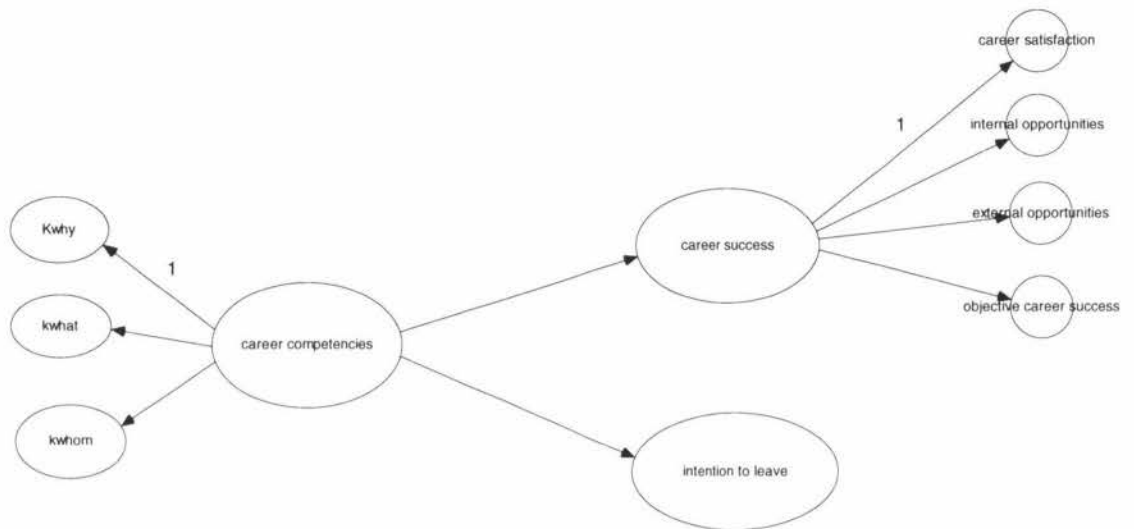 career satisfaction
1
internal opportunities
Kwhy
external opportunities
career success
1
kwhat
objective career success
career competencies
kwhom
intention to leave